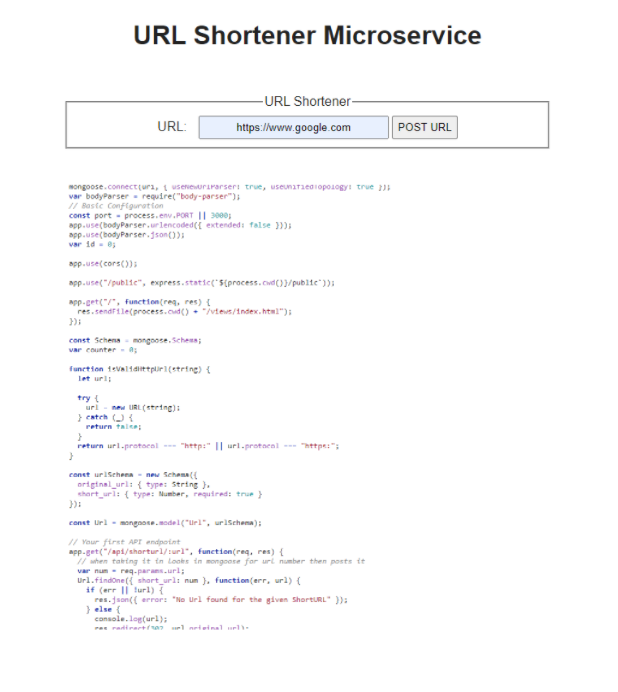 URL Shortener Microservice
URL Shortener
URL: https://www.google.com POST URL
mongoose.connect(uri, { useNewUrlParser: true, useUnifiedTopology: true });
var bodyParser = require("body-parser");
// Basic Configuration
const port = process.env.PORT || 3000;
app.use(bodyParser.urlencoded({ extended: false }));
app.use(bodyParser.json());
var id = 0;
app.use(cors());
app.use("/public", express.static(`${process.cwd()}/public`));
app.get("/", function(req, res) {
res.sendFile(process.cwd() + "/views/index.html");
});
const Schema = mongoose.Schema;
var counter = 0;
function isValidHttpUrl(string) {
let url;
try {
url = new URL(string);
} catch (_) {
return false;
}
return url.protocol === "http:" || url.protocol === "https:";
}
const urlSchema = new Schema({
original_url: { type: String },
short_url: { type: Number, required: true }
});
const Url = mongoose.model("Url", urlSchema);
// Your first API endpoint
app.get("/api/shorturl/:url", function(req, res) {
// when taking it in looks in mongoose for url number then posts it
var num = req.params.url;
Url.findOne({ short_url: num }, function(err, url) {
if (err || !url) {
res.json({ error: "No Url found for the given ShortURL" });
} else {
console.log(url);
res.redirect(302, url.original_url);